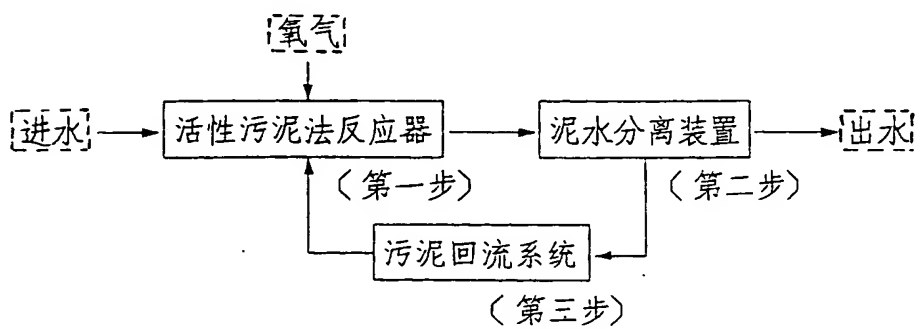 氧气
进水
活性污泥法反应器
泥水分离装置
出水
(第一步)
(第二步)
污泥回流系统
(第三步)